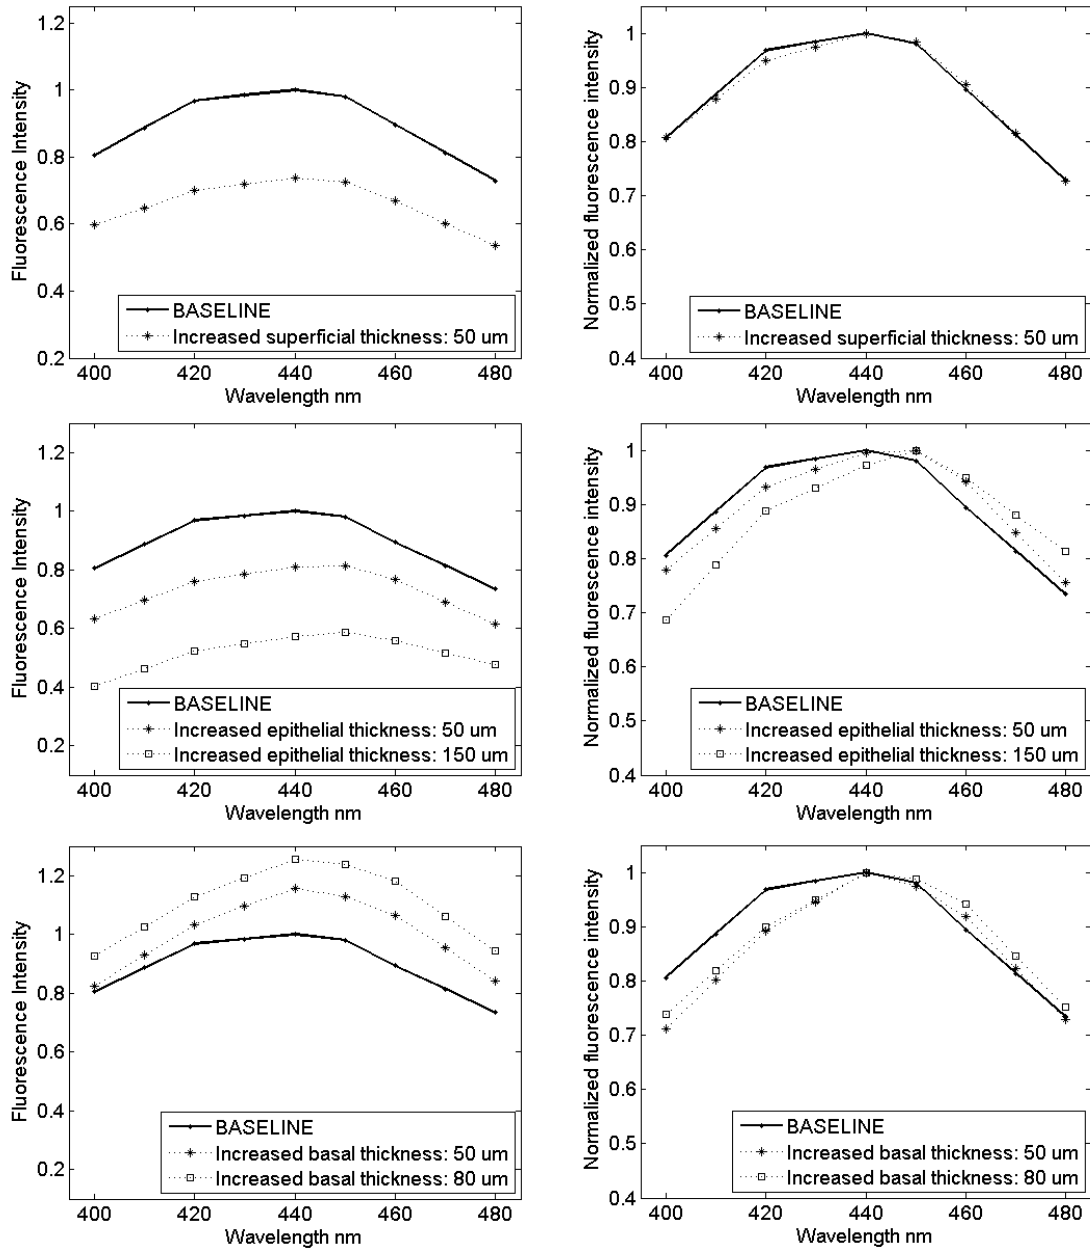 1.2
1
0.8
0.6
0.4
0.2
Fluorescence Intensity
BASELINE
Increased superficial thickness: 50 um
400 420 440 460 480
Wavelength nm
1
0.9
0.8
0.7
0.6
0.5
0.4
Normalized fluorescence intensity
BASELINE
Increased superficial thickness: 50 um
400 420 440 460 480
Wavelength nm
1.2
1
0.8
0.6
0.4
0.2
Fluorescence Intensity
BASELINE
Increased epithelial thickness: 50 um
Increased epithelial thickness: 150 um
400 420 440 460 480
Wavelength nm
1
0.9
0.8
0.7
0.6
0.5
0.4
Normalized fluorescence intensity
BASELINE
Increased epithelial thickness: 50 um
Increased epithelial thickness: 150 um
400 420 440 460 480
Wavelength nm
1.2
1
0.8
0.6
0.4
0.2
Fluorescence Intensity
BASELINE
Increased basal thickness: 50 um
Increased basal thickness: 80 um
400 420 440 460 480
Wavelength nm
1
0.9
0.8
0.7
0.6
0.5
0.4
Normalized fluorescence intensity
BASELINE
Increased basal thickness: 50 um
Increased basal thickness: 80 um
400 420 440 460 480
Wavelength nm